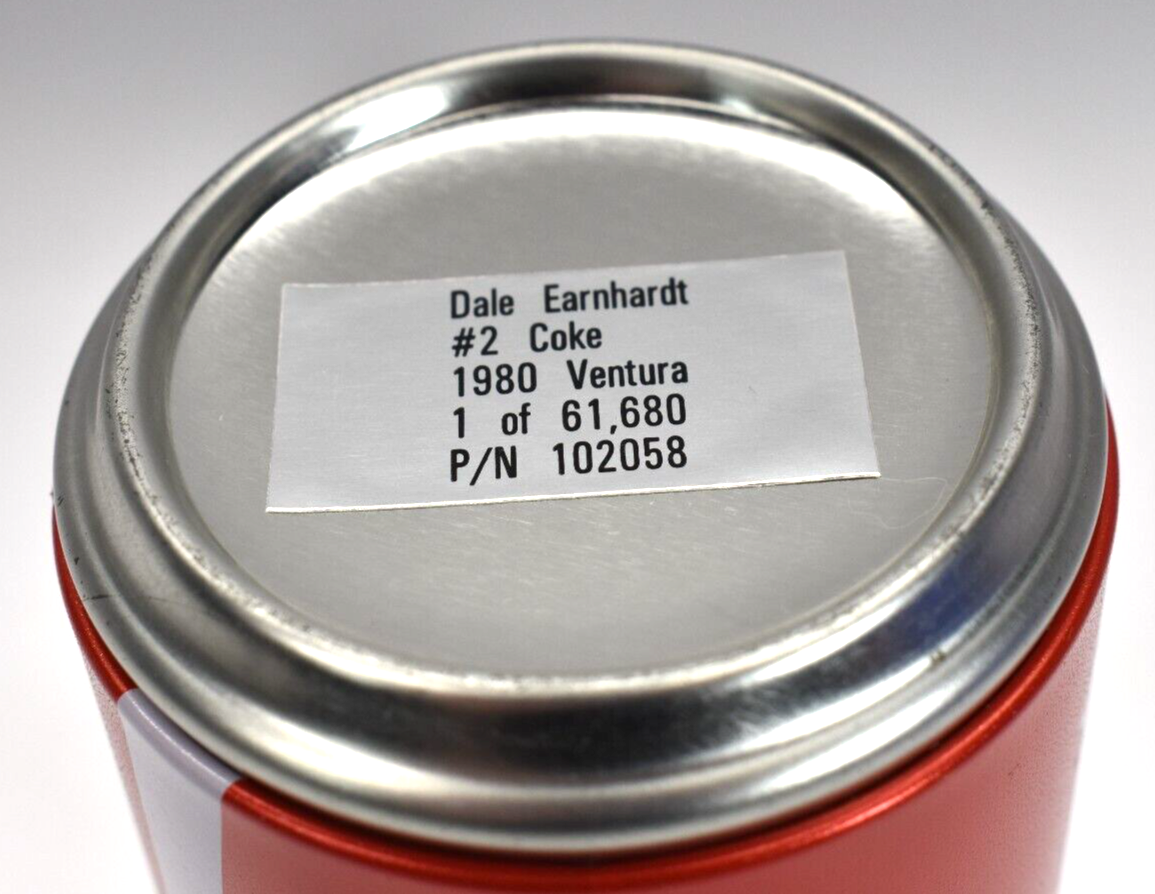 Dale Earnhardt
#2 Coke
1980 Ventura
1 of 61,680
P/N 102058